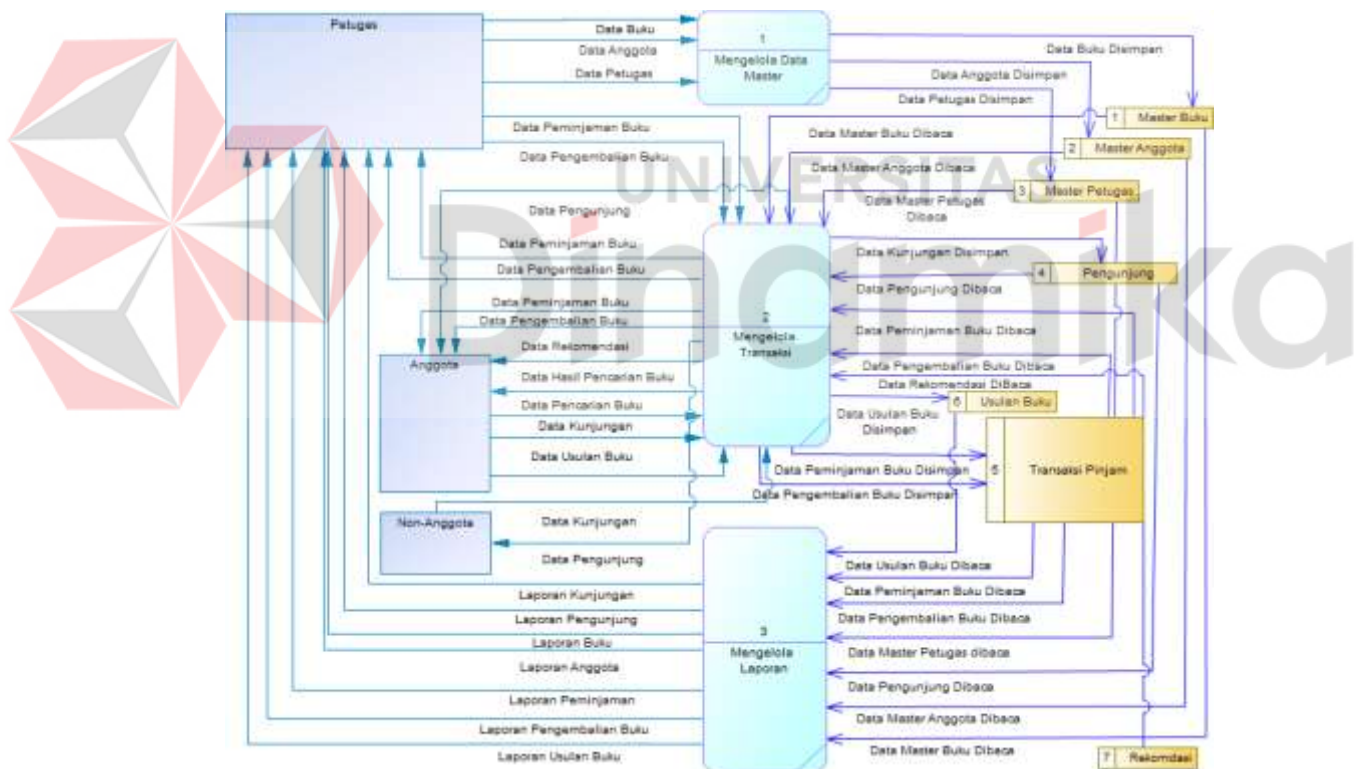 Petugas
Data Buku
Data Anggota
Data Petugas
1
Mengelola Data
Master
Data Buku Disimpan
Data Anggota Disimpan
Data Petugas Disimpan
1 Master Buku
Data Peminjaman Buku
Data Pengembalian Buku
Data Master Buku Dibaca
2 Master Anggota
UNIVERSITAS
Dinamika
Data Master Anggota Dibaca
3 Master Petugas
Data Master Petugas
Dibaca
Data Pengunjung
Data Peminjaman Buku
Data Pengembalian Buku
Data Kunjungan Disimpan
4 Pengunjung
Data Pengunjung Dibaca
Data Peminjaman Buku
Data Pengembalian Buku
2
Mengelola
Transaksi
Data Peminjaman Buku Dibaca
Data Rekomendasi
Anggota
Data Pengembalian Buku Dibaca
Data Hasil Pencarian Buku
Data Rekomendasi DiBaca
6 Usulan Buku
Data Pencarian Buku
Data Usulan Buku
Disimpan
Data Kunjungan
Data Usulan Buku
5 Transaksi Pinjam
Data Peminjaman Buku Disimpan
Data Pengembalian Buku Disimpan
Non-Anggota
Data Kunjungan
Data Pengunjung
Data Usulan Buku Dibaca
Laporan Kunjungan
Data Peminjaman Buku Dibaca
Laporan Pengunjung
Data Pengembalian Buku Dibaca
Laporan Buku
3
Mengelola
Laporan
Data Master Petugas dibaca
Laporan Anggota
Data Pengunjung Dibaca
Laporan Peminjaman
Data Master Anggota Dibaca
Laporan Pengembalian Buku
Data Master Buku Dibaca
Laporan Usulan Buku
7 Rekomdasi